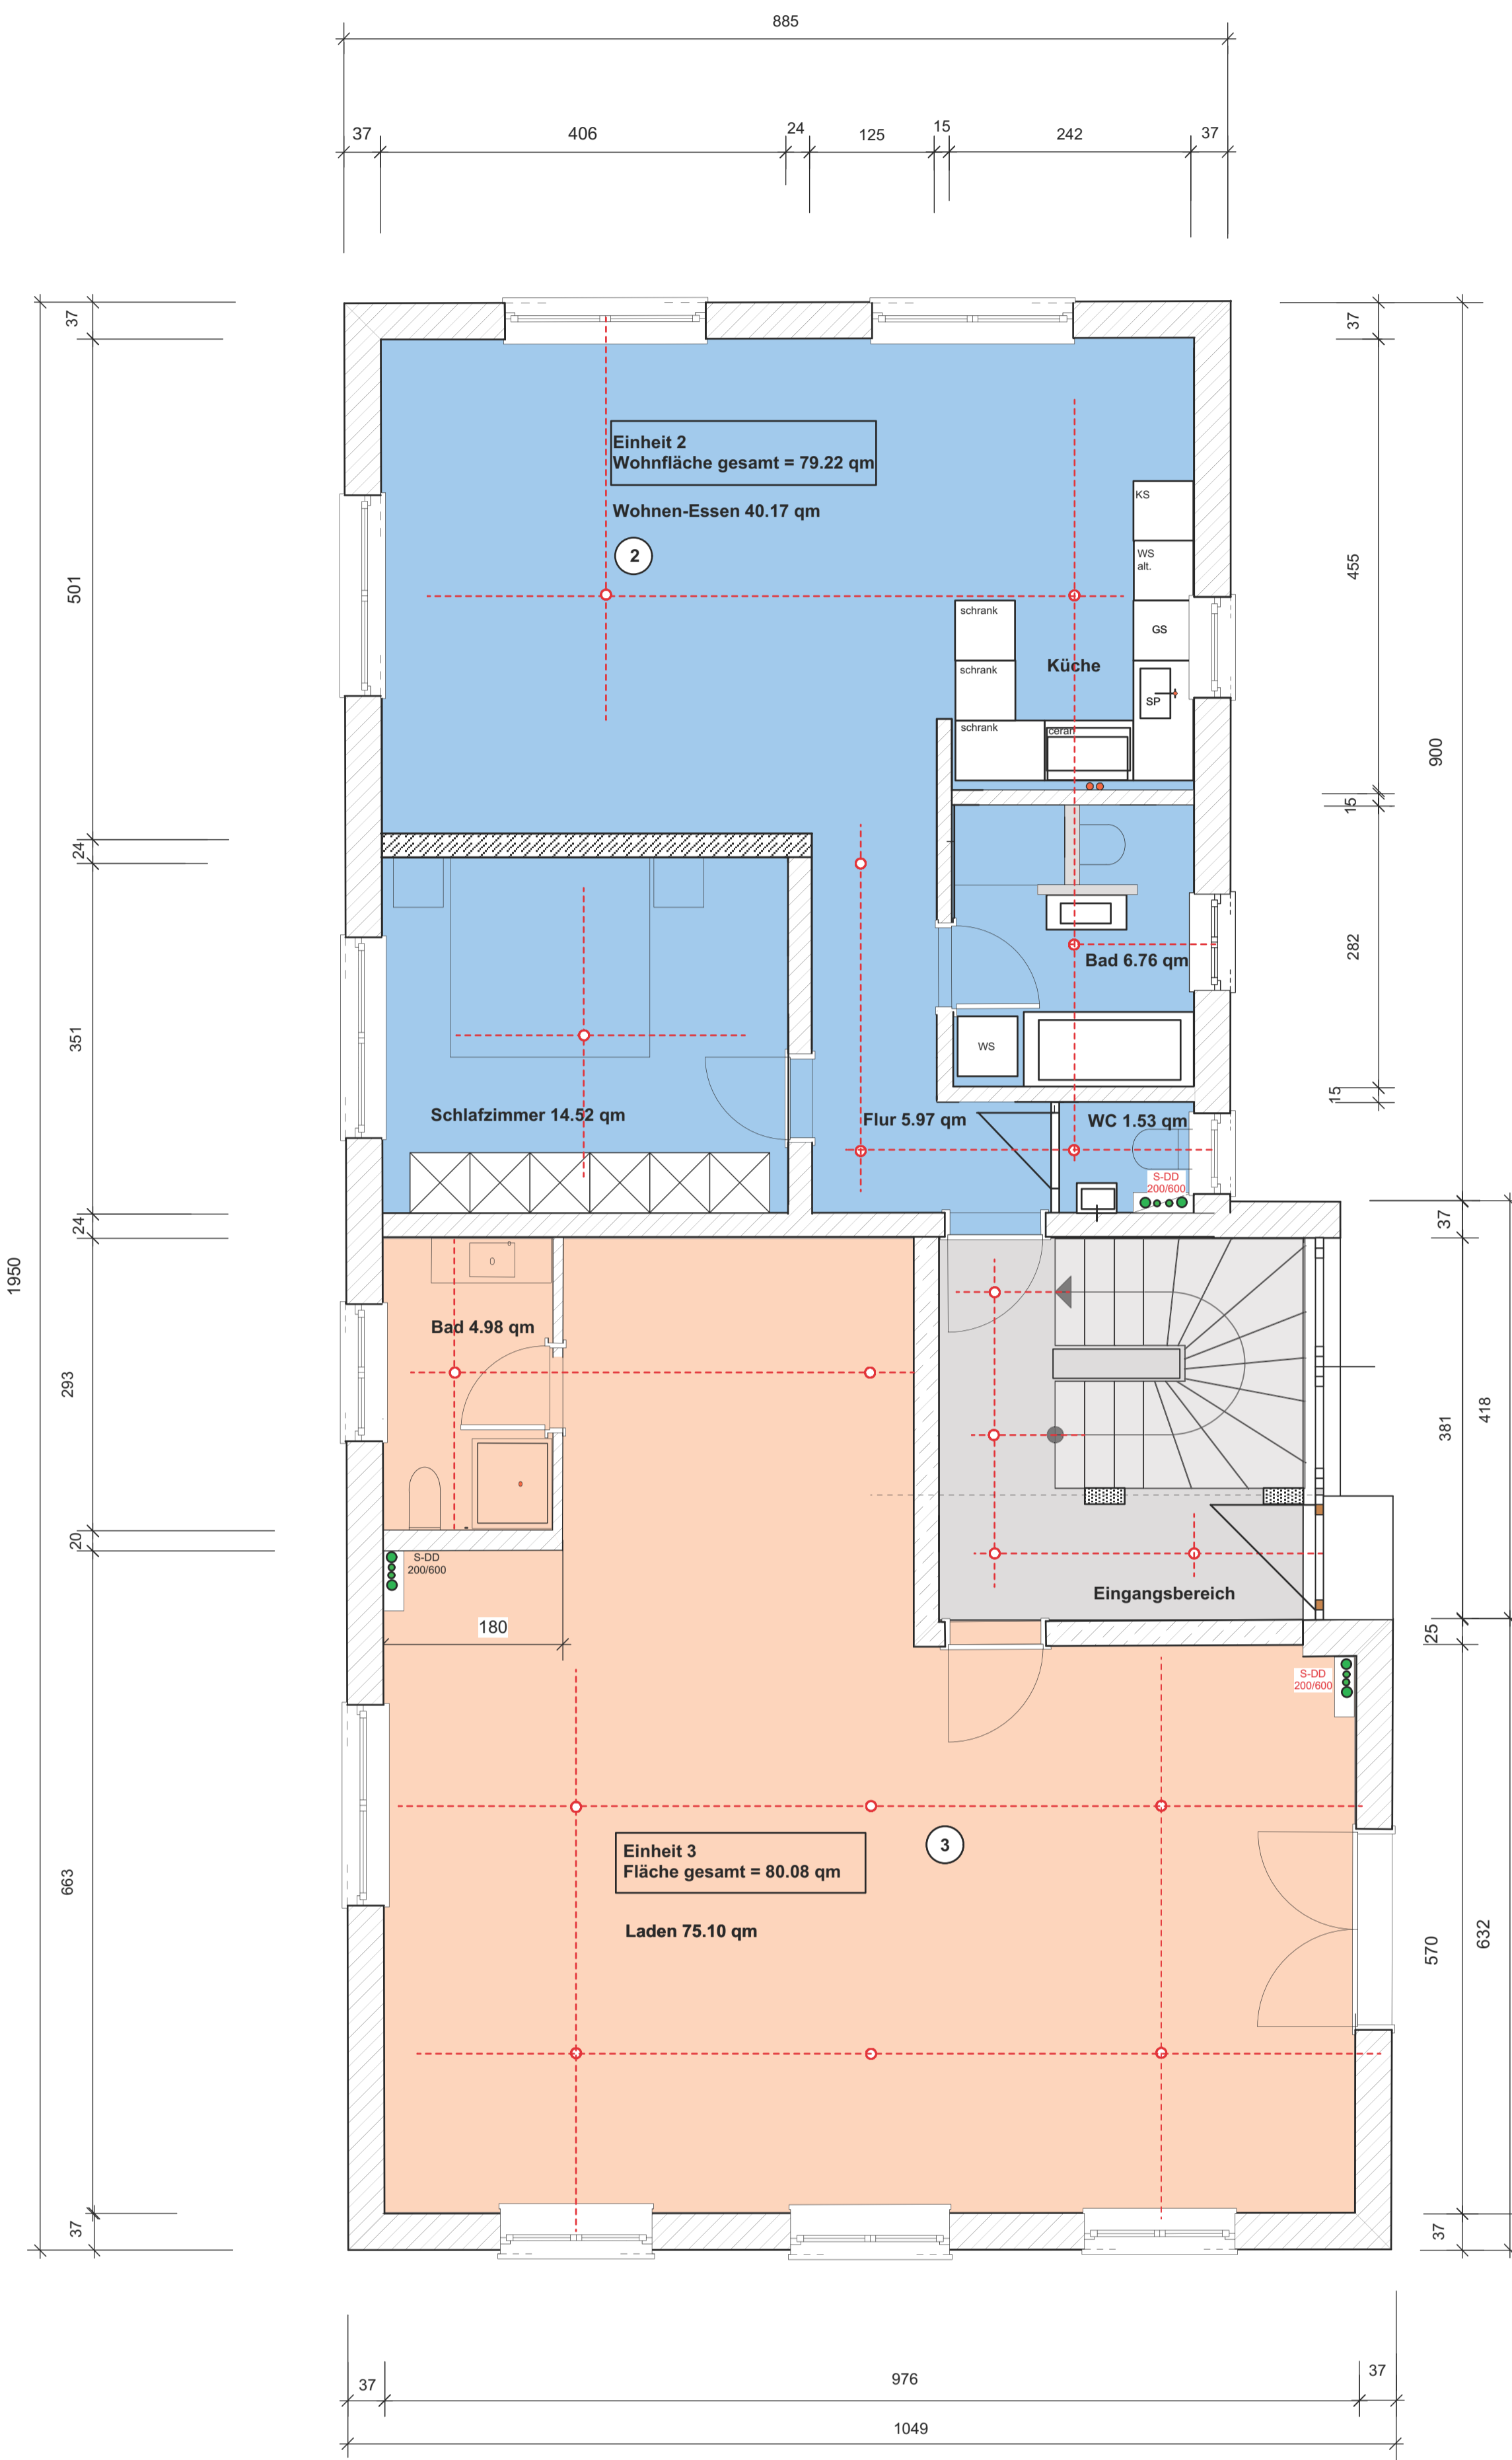 885
37
406
24
125
15
242
37
37
37
Einheit 2
Wohnfläche gesamt = 79.22 qm
KS
Wohnen-Essen 40.17 qm
2
WS
alt.
501
455
schrank
GS
Küche
schrank
SP
schrank
ceran
900
15
24
282
Bad 6.76 qm
351
WS
15
Schlafzimmer 14.52 qm
Flur 5.97 qm
WC 1.53 qm
S-DD
200/600
24
37
1950
Bad 4.98 qm
293
381
418
20
S-DD
200/600
Eingangsbereich
180
25
S-DD
200/600
Einheit 3
Fläche gesamt = 80.08 qm
3
663
Laden 75.10 qm
570
632
37
37
37
976
37
1049